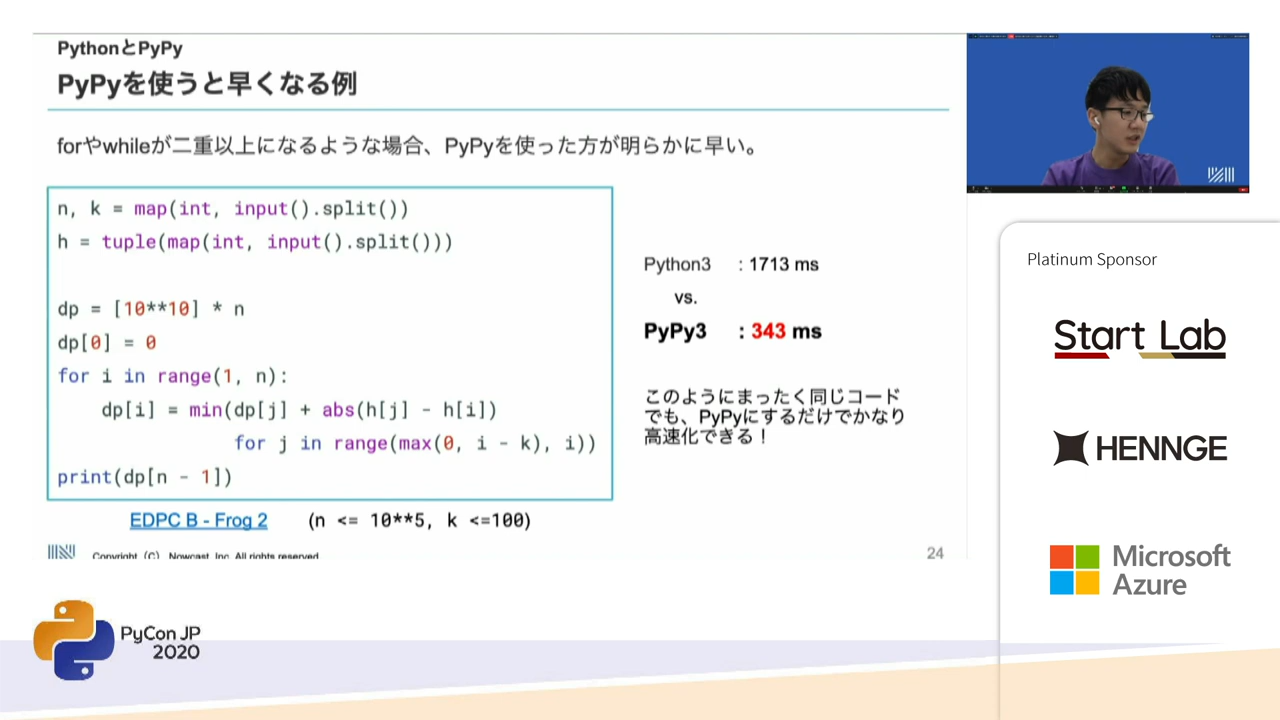 PythonとPyPy
PyPyを使うと早くなる例
forやwhileが二重以上になるような場合、PyPyを使った方が明らかに早い。
n, k = map(int, input().split())
h = tuple(map(int, input().split()))
dp = [10**10] * n
dp[0] = 0
for i in range(1, n):
dp[i] = min(dp[j] + abs(h[j] - h[i])
for j in range(max(0, i - k), i))
print(dp[n - 1])
EDPC B - Frog 2 (n <= 10**5, k <=100)
Python3 : 1713 ms
vs.
PyPy3 : 343 ms
このようにまったく同じコード
でも、PyPyにするだけでかなり
高速化できる！
Copyright (C) Nowcast, Inc. All rights reserved
24
Platinum Sponsor
Start Lab
HENNGE
Microsoft
Azure
PyCon JP
2020